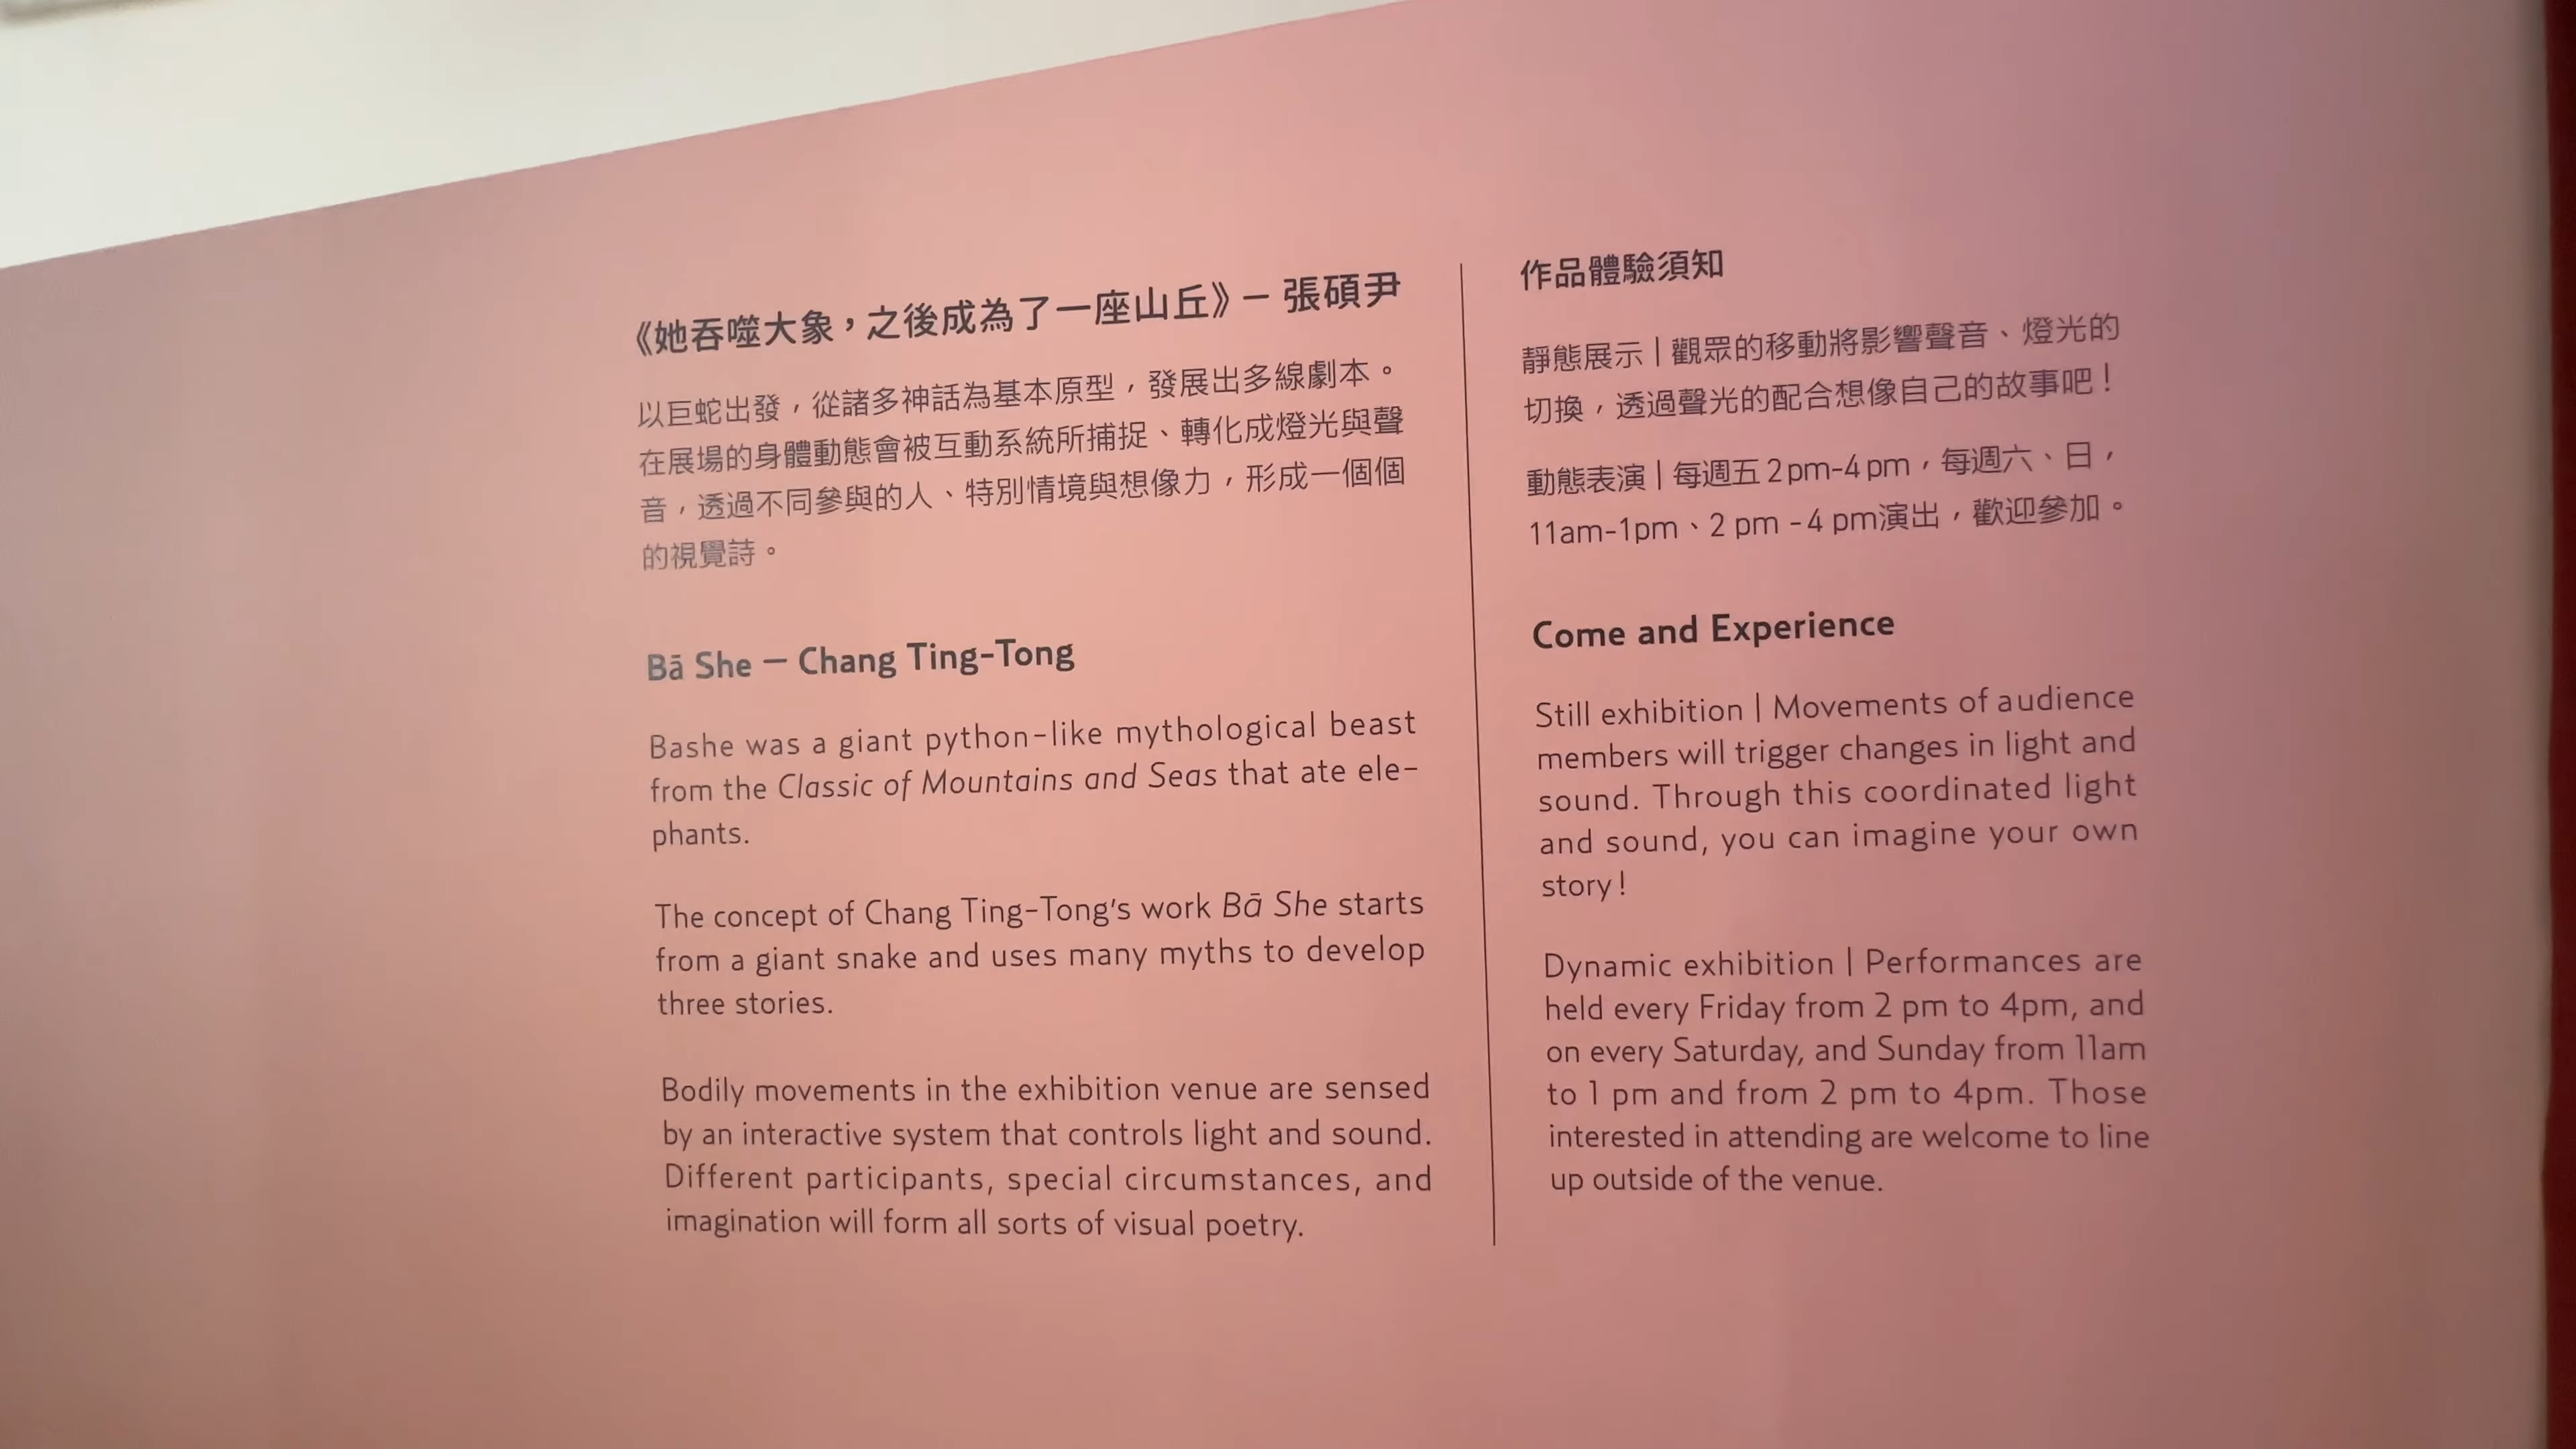 《她吞噬大象，之後成為了一座山丘》— 張碩尹
以巨蛇出發，從諸多神話為基本原型，發展出多線劇本。
在展場的身體動態會被互動系統所捕捉、轉化成燈光與聲
音，透過不同參與的人、特別情境與想像力，形成一個個
的視覺詩。
Bā She — Chang Ting-Tong
Bashe was a giant python-like mythological beast
from the Classic of Mountains and Seas that ate ele-
phants.
The concept of Chang Ting-Tong's work Bā She starts
from a giant snake and uses many myths to develop
three stories.
Bodily movements in the exhibition venue are sensed
by an interactive system that controls light and sound.
Different participants, special circumstances, and
imagination will form all sorts of visual poetry.
作品體驗須知
靜態展示 | 觀眾的移動將影響聲音、燈光的
切換，透過聲光的配合想像自己的故事吧！
動態表演 | 每週五 2 pm-4 pm，每週六、日，
11am-1pm、2 pm - 4 pm演出，歡迎參加。
Come and Experience
Still exhibition | Movements of audience
members will trigger changes in light and
sound. Through this coordinated light
and sound, you can imagine your own
story!
Dynamic exhibition | Performances are
held every Friday from 2 pm to 4pm, and
on every Saturday, and Sunday from 11am
to 1 pm and from 2 pm to 4pm. Those
interested in attending are welcome to line
up outside of the venue.